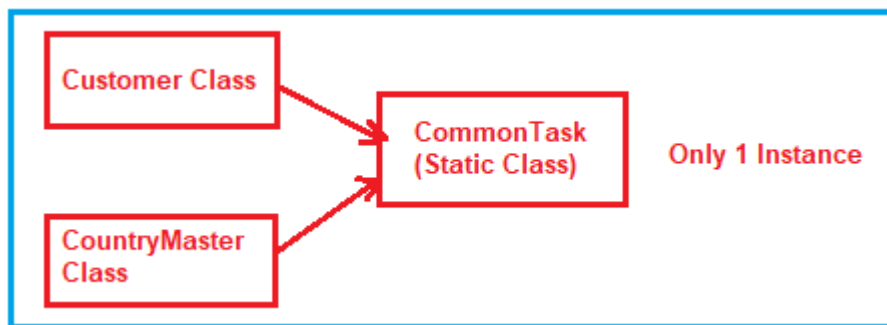 Customer Class
CommonTask
(Static Class)
Only 1 Instance
CountryMaster
Class